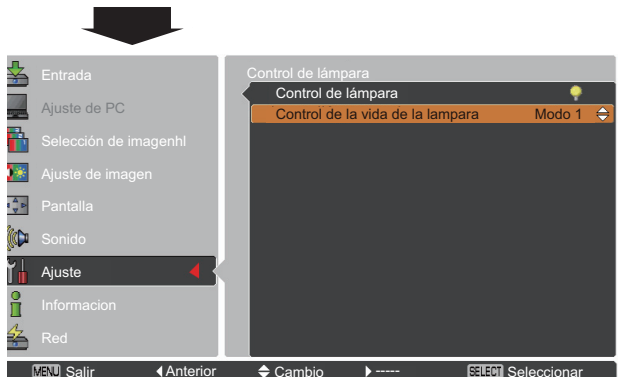 Entrada
Ajuste de PC
Selección de imagenhl
Ajuste de imagen
Pantalla
Sonido
Ajuste
Informacion
Red
Control de lámpara
Control de lámpara
Control de la vida de la lampara Modo 1
MENU Salir Anterior Cambio ----- SELECT Seleccionar